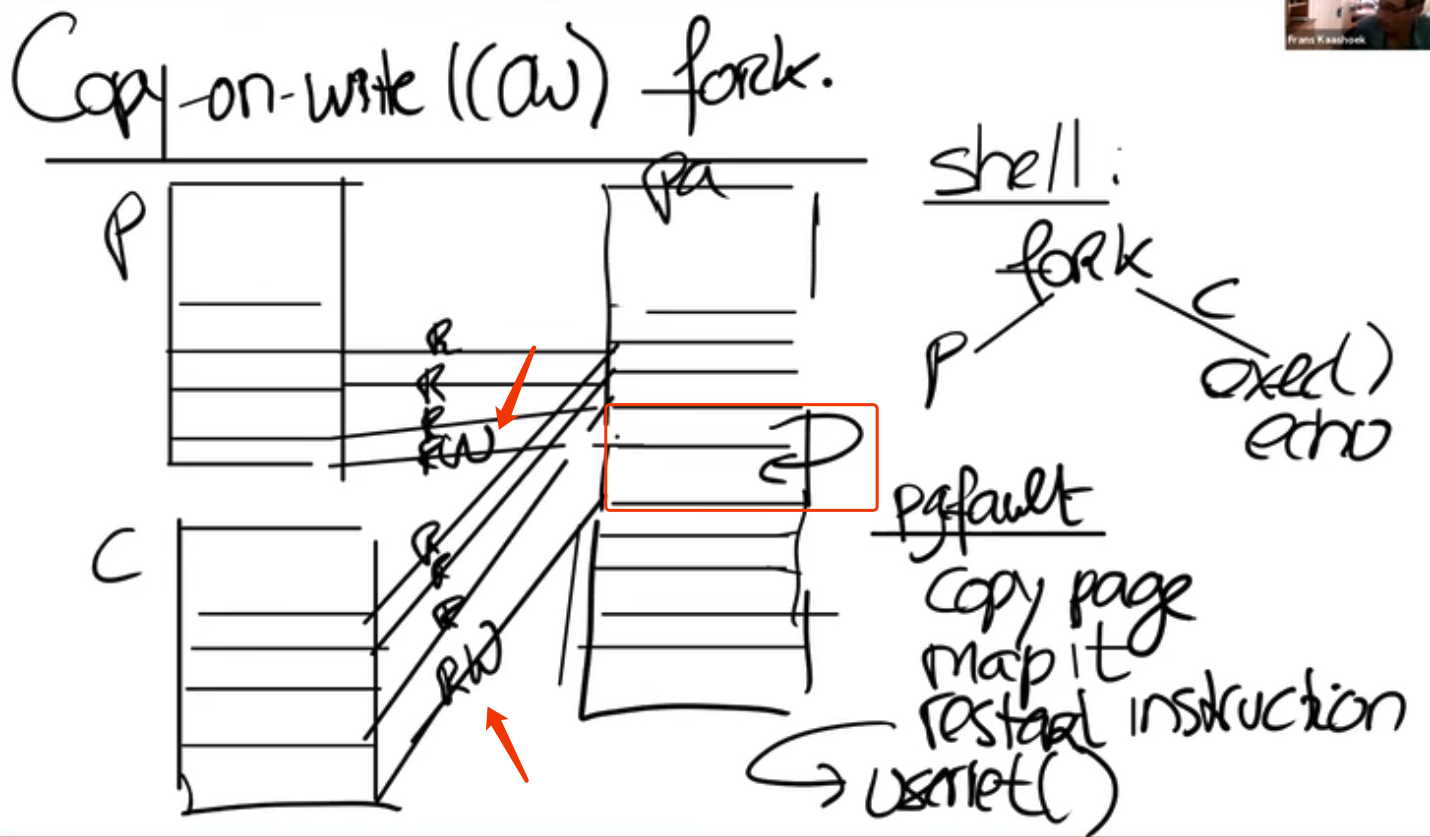 Copy-on-write (COW) fork.
Frans Kaashoek
P
pa
R
R
R
RW
C
R
R
R
RW
shell:
fork
P
C
exec()
echo
pgfault
copy page
map it
restart instruction
userret()